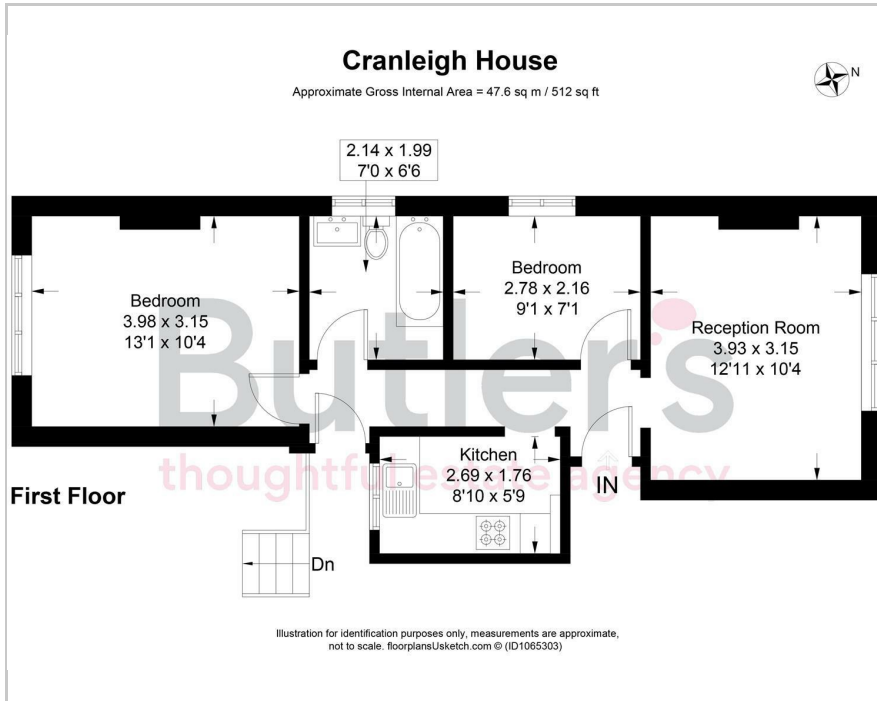 Cranleigh House
Approximate Gross Internal Area = 47.6 sq m / 512 sq ft
N
2.14 x 1.99
7'0 x 6'6
Bedroom
3.98 x 3.15
13'1 x 10'4
Bedroom
2.78 x 2.16
9'1 x 7'1
Reception Room
3.93 x 3.15
12'11 x 10'4
Butler's
thoughtful estate agency
Kitchen
2.69 x 1.76
8'10 x 5'9
IN
First Floor
Dn
Illustration for identification purposes only, measurements are approximate,
not to scale. floorplansUsketch.com © (ID1065303)